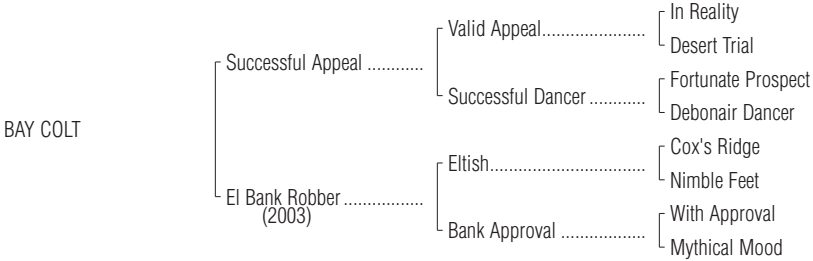 In Reality
Valid Appeal......................
Desert Trial
Successful Appeal ............
Fortunate Prospect
Successful Dancer ............
Debonair Dancer
BAY COLT
Cox's Ridge
Eltish.................................
Nimble Feet
El Bank Robber .................
(2003)
With Approval
Bank Approval ..................
Mythical Mood